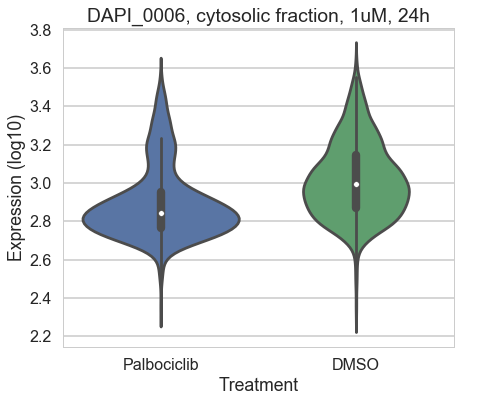 DAPI_0006, cytosolic fraction, 1uM, 24h
Expression (log10)
3.8
3.6
3.4
3.2
3.0
2.8
2.6
2.4
2.2
Palbociclib
DMSO
Treatment